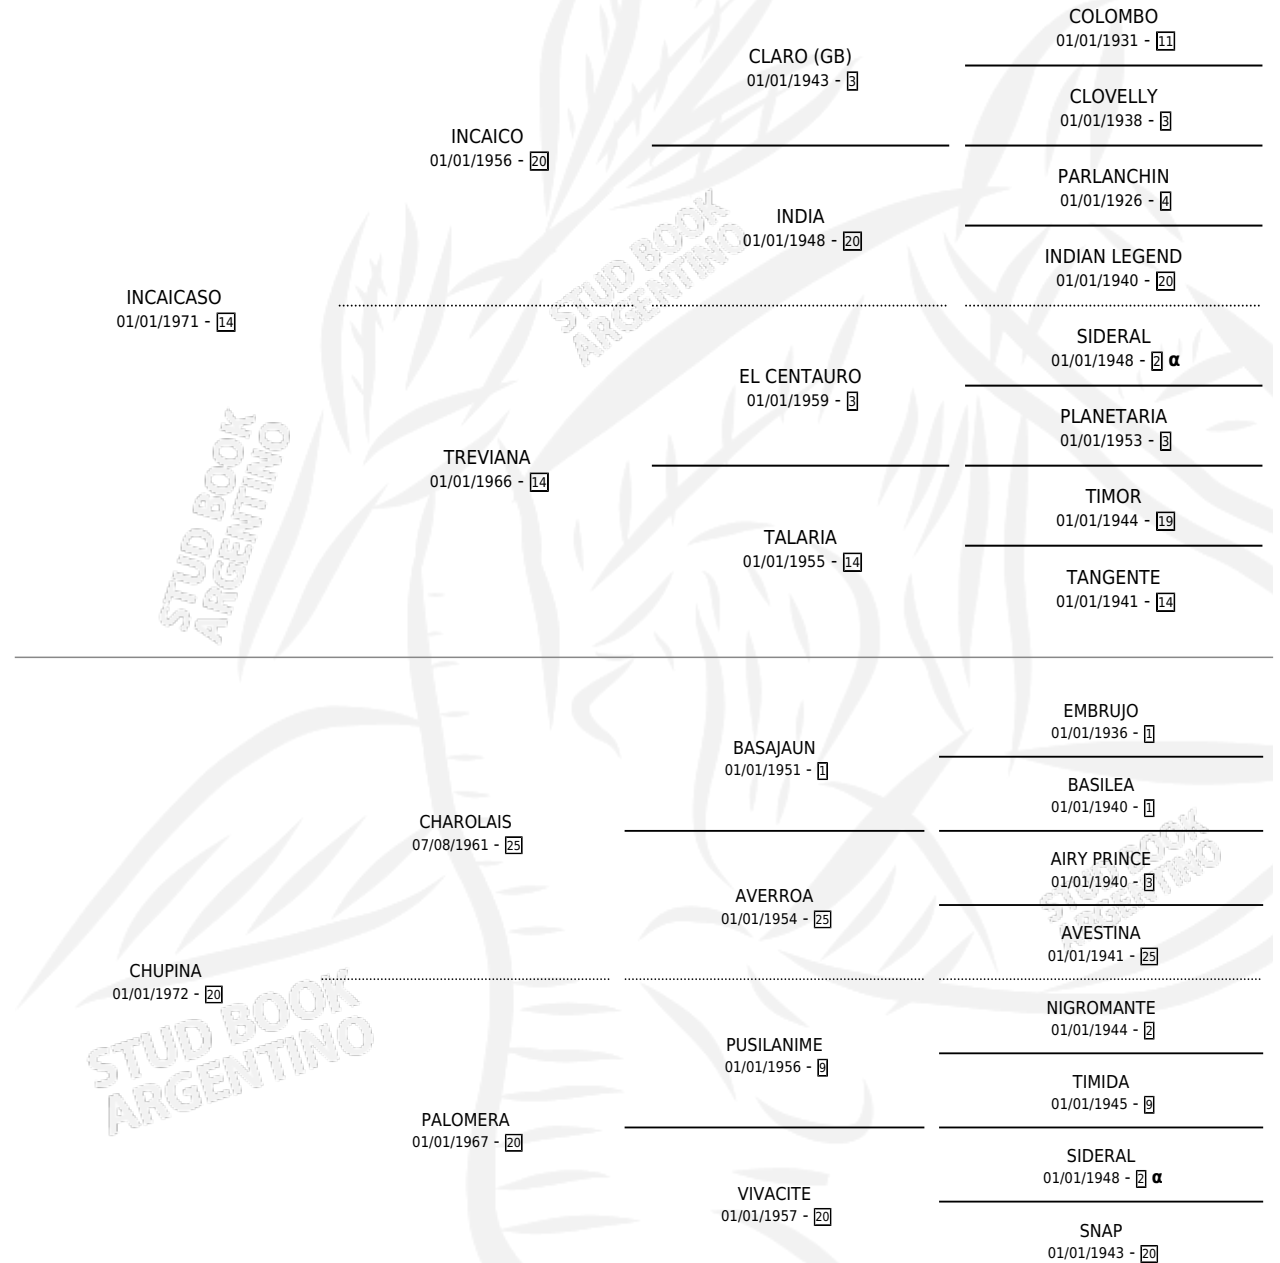 COLOMBO
01/01/1931 - 11
CLARO (GB)
01/01/1943 - 3
CLOVELLY
01/01/1938 - 3
INCAICO
01/01/1956 - 20
PARLANCHIN
01/01/1926 - 4
INDIA
01/01/1948 - 20
INDIAN LEGEND
01/01/1940 - 20
INCAICASO
01/01/1971 - 14
SIDERAL
01/01/1948 - 2 α
EL CENTAURO
01/01/1959 - 3
PLANETARIA
01/01/1953 - 3
TREVIANA
01/01/1966 - 14
TIMOR
01/01/1944 - 19
TALARIA
01/01/1955 - 14
TANGENTE
01/01/1941 - 14
EMBRUJO
01/01/1936 - 1
BASAJAUN
01/01/1951 - 1
BASILEA
01/01/1940 - 1
CHAROLAIS
07/08/1961 - 25
AIRY PRINCE
01/01/1940 - 3
AVERROA
01/01/1954 - 25
AVESTINA
01/01/1941 - 25
CHUPINA
01/01/1972 - 20
NIGROMANTE
01/01/1944 - 2
PUSILANIME
01/01/1956 - 9
TIMIDA
01/01/1945 - 9
PALOMERA
01/01/1967 - 20
SIDERAL
01/01/1948 - 2 α
VIVACITE
01/01/1957 - 20
SNAP
01/01/1943 - 20
STUD BOOK
ARGENTINO
STUD BOOK
ARGENTINO
STUD BOOK
ARGENTINO
STUD BOOK
ARGENTINO